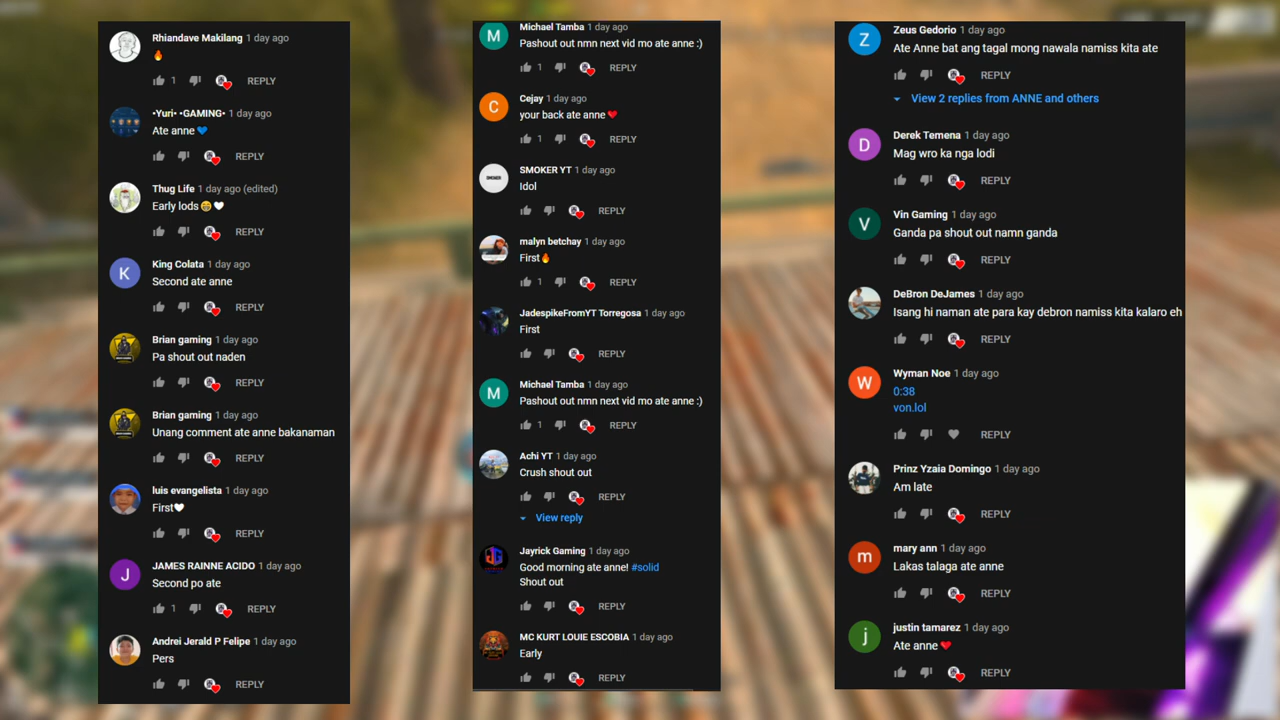 Rhiandave Makilang 1 day ago
🔥
1 REPLY
•Yuri• •GAMING• 1 day ago
Ate anne 💙
REPLY
Thug Life 1 day ago (edited)
Early lods 😁🤍
REPLY
K
King Colata 1 day ago
Second ate anne
REPLY
Brian gaming 1 day ago
Pa shout out naden
REPLY
Brian gaming 1 day ago
Unang comment ate anne bakanaman
REPLY
luis evangelista 1 day ago
First🤍
REPLY
J
JAMES RAINNE ACIDO 1 day ago
Second po ate
1 REPLY
Andrei Jerald P Felipe 1 day ago
Pers
REPLY
M
Michael Tamba 1 day ago
Pashout out nmn next vid mo ate anne :)
1 REPLY
C
Cejay 1 day ago
your back ate anne ❤️
1 REPLY
SMOKER
SMOKER YT 1 day ago
Idol
REPLY
malyn betchay 1 day ago
First🔥
1 REPLY
JadespikeFromYT Torregosa 1 day ago
First
REPLY
M
Michael Tamba 1 day ago
Pashout out nmn next vid mo ate anne :)
1 REPLY
Achi YT 1 day ago
Crush shout out
REPLY
View reply
JG
Jayrick Gaming 1 day ago
Good morning ate anne! #solid
Shout out
REPLY
MC KURT LOUIE ESCOBIA 1 day ago
Early
REPLY
Z
Zeus Gedorio 1 day ago
Ate Anne bat ang tagal mong nawala namiss kita ate
REPLY
View 2 replies from ANNE and others
D
Derek Temena 1 day ago
Mag wro ka nga lodi
REPLY
V
Vin Gaming 1 day ago
Ganda pa shout out namn ganda
REPLY
DeBron DeJames 1 day ago
Isang hi naman ate para kay debron namiss kita kalaro eh
REPLY
W
Wyman Noe 1 day ago
0:38
von.lol
REPLY
Prinz Yzaia Domingo 1 day ago
Am late
REPLY
m
mary ann 1 day ago
Lakas talaga ate anne
REPLY
j
justin tamarez 1 day ago
Ate anne ❤️
REPLY